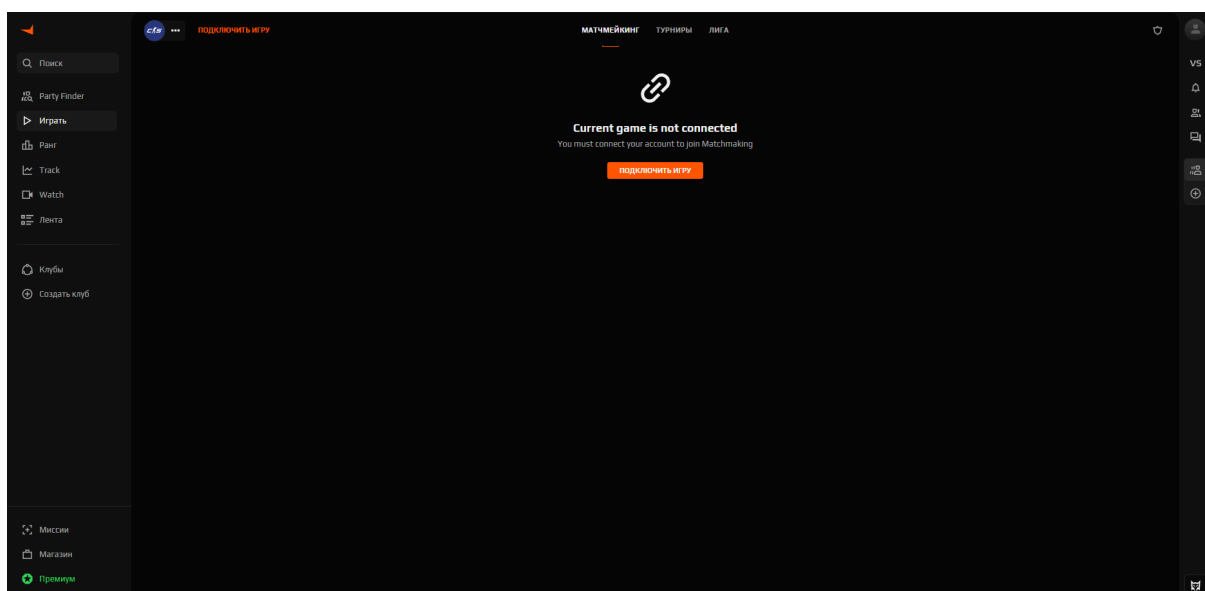 ПОДКЛЮЧИТЬ ИГРУ
МАТЧМЕЙКИНГ ТУРНИРЫ ЛИГА
Поиск
Party Finder
Играть
Ранг
Track
Watch
Лента
Клубы
Создать клуб
Миссии
Магазин
Премиум
Current game is not connected
You must connect your account to join Matchmaking
ПОДКЛЮЧИТЬ ИГРУ
VS